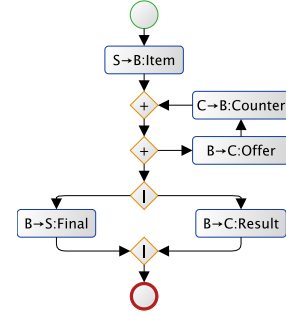 S→B:Item
+ C→B:Counter
+ B→C:Offer
|
B→S:Final B→C:Result
|